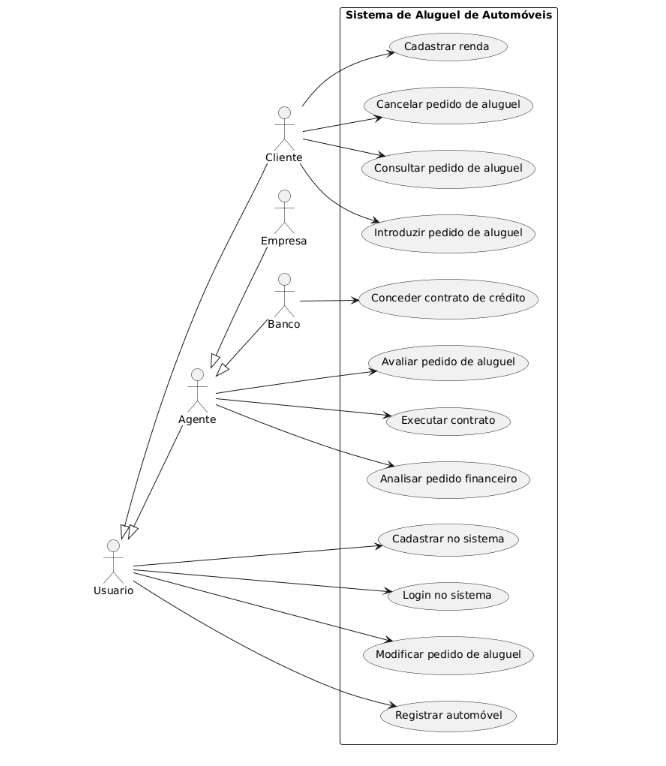 Sistema de Aluguel de Automóveis
Cadastrar renda
Cancelar pedido de aluguel
Cliente
Consultar pedido de aluguel
Introduzir pedido de aluguel
Empresa
Conceder contrato de crédito
Banco
Avaliar pedido de aluguel
Agente
Executar contrato
Analisar pedido financeiro
Cadastrar no sistema
Usuario
Login no sistema
Modificar pedido de aluguel
Registrar automóvel